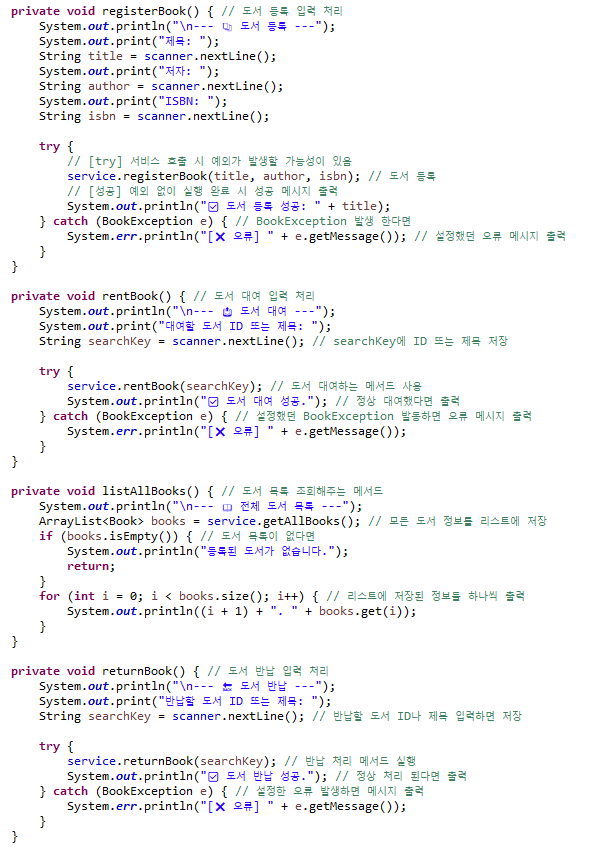 private void registerBook() { // 도서 등록 입력 처리
    System.out.println("\n--- 📑 도서 등록 ---");
    System.out.print("제목: ");
    String title = scanner.nextLine();
    System.out.print("저자: ");
    String author = scanner.nextLine();
    System.out.print("ISBN: ");
    String isbn = scanner.nextLine();

    try {
        // [try] 서비스 호출 시 예외가 발생할 가능성이 있음
        service.registerBook(title, author, isbn); // 도서 등록
        // [성공] 예외 없이 실행 완료 시 성공 메시지 출력
        System.out.println("✅ 도서 등록 성공: " + title);
    } catch (BookException e) { // BookException 발생 한다면
        System.err.println("[❌ 오류] " + e.getMessage()); // 설정했던 오류 메시지 출력
    }
}

private void rentBook() { // 도서 대여 입력 처리
    System.out.println("\n--- 📤 도서 대여 ---");
    System.out.print("대여할 도서 ID 또는 제목: ");
    String searchKey = scanner.nextLine(); // searchKey에 ID 또는 제목 저장

    try {
        service.rentBook(searchKey); // 도서 대여하는 메서드 사용
        System.out.println("✅ 도서 대여 성공."); // 정상 대여했다면 출력
    } catch (BookException e) { // 설정했던 BookException 발동하면 오류 메시지 출력
        System.err.println("[❌ 오류] " + e.getMessage());
    }
}

private void listAllBooks() { // 도서 목록 조회해주는 메서드
    System.out.println("\n--- 📖 전체 도서 목록 ---");
    ArrayList<Book> books = service.getAllBooks(); // 모든 도서 정보를 리스트에 저장
    if (books.isEmpty()) { // 도서 목록이 없다면
        System.out.println("등록된 도서가 없습니다.");
        return;
    }
    for (int i = 0; i < books.size(); i++) { // 리스트에 저장된 정보를 하나씩 출력
        System.out.println((i + 1) + ". " + books.get(i));
    }
}

private void returnBook() { // 도서 반납 입력 처리
    System.out.println("\n--- 🔙 도서 반납 ---");
    System.out.print("반납할 도서 ID 또는 제목: ");
    String searchKey = scanner.nextLine(); // 반납할 도서 ID나 제목 입력하면 저장

    try {
        service.returnBook(searchKey); // 반납 처리 메서드 실행
        System.out.println("✅ 도서 반납 성공."); // 정상 처리 된다면 출력
    } catch (BookException e) { // 설정한 오류 발생하면 메시지 출력
        System.err.println("[❌ 오류] " + e.getMessage());
    }
}